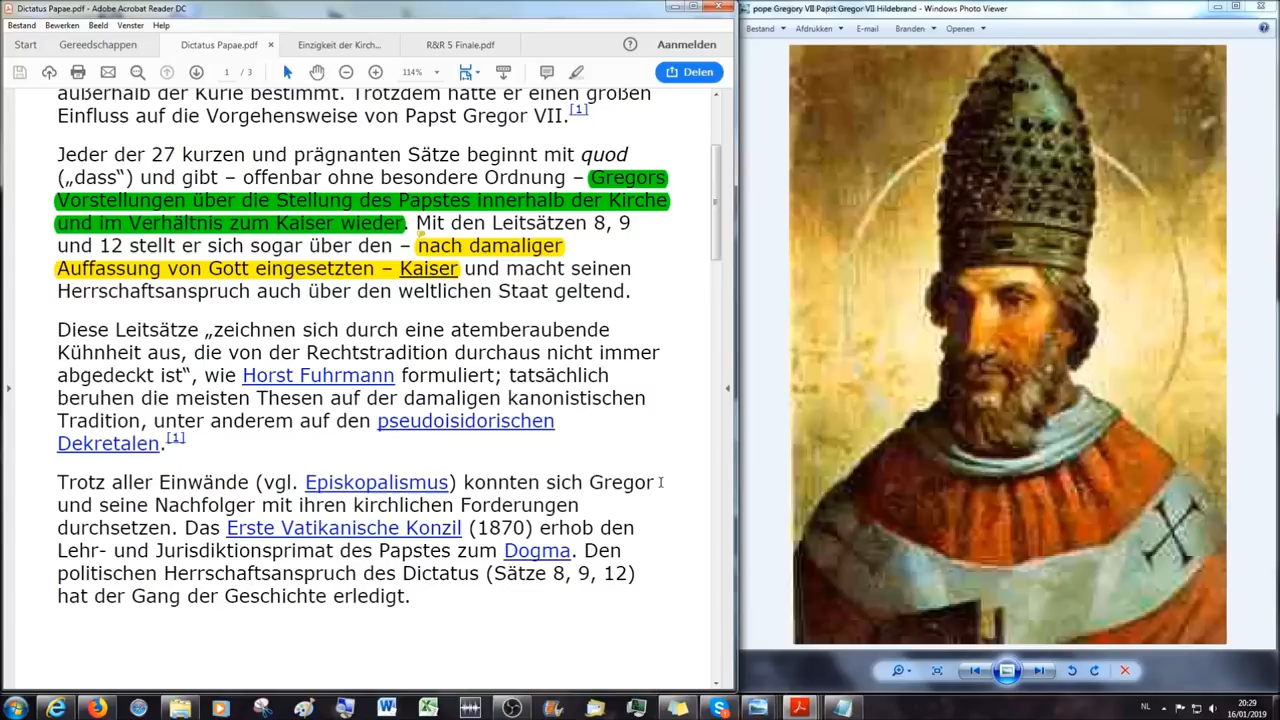 Dictatus Papae.pdf - Adobe Acrobat Reader DC
Bestand Bewerken Beeld Venster Help
Start Gereedschappen Dictatus Papae.pdf × Einzigkeit der Kirch... R&R 5 Finale.pdf Aanmelden
1 / 3 114% Delen
außerhalb der Kurie bestimmt. Trotzdem hatte er einen großen
Einfluss auf die Vorgehensweise von Papst Gregor VII.[1]
Jeder der 27 kurzen und prägnanten Sätze beginnt mit quod
(„dass“) und gibt – offenbar ohne besondere Ordnung – Gregors
Vorstellungen über die Stellung des Papstes innerhalb der Kirche
und im Verhältnis zum Kaiser wieder. Mit den Leitsätzen 8, 9
und 12 stellt er sich sogar über den – nach damaliger
Auffassung von Gott eingesetzten – Kaiser und macht seinen
Herrschaftsanspruch auch über den weltlichen Staat geltend.
Diese Leitsätze „zeichnen sich durch eine atemberaubende
Kühnheit aus, die von der Rechtstradition durchaus nicht immer
abgedeckt ist“, wie Horst Fuhrmann formuliert; tatsächlich
beruhen die meisten Thesen auf der damaligen kanonistischen
Tradition, unter anderem auf den pseudoisidorischen
Dekretalen.[1]
Trotz aller Einwände (vgl. Episkopalismus) konnten sich Gregor
und seine Nachfolger mit ihren kirchlichen Forderungen
durchsetzen. Das Erste Vatikanische Konzil (1870) erhob den
Lehr- und Jurisdiktionsprimat des Papstes zum Dogma. Den
politischen Herrschaftsanspruch des Dictatus (Sätze 8, 9, 12)
hat der Gang der Geschichte erledigt.
pope Gregory VII Papst Gregor VII Hildebrand - Windows Photo Viewer
Bestand Afdrukken E-mail Branden Openen
NL 20:29
16/01/2019